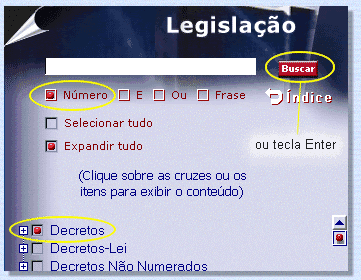 Legislação
Buscar
Número E Ou Frase Índice
Selecionar tudo
Expandir tudo
ou tecla Enter
(Clique sobre as cruzes ou os
itens para exibir o conteúdo)
Decretos
Decretos-Lei
Decretos Não Numerados